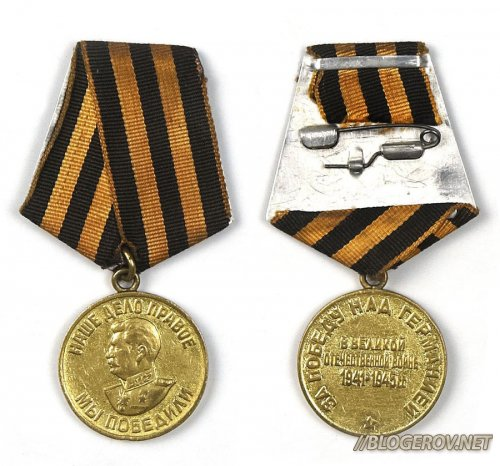 НАШЕ ДЕЛО ПРАВОЕ
МЫ ПОБЕДИЛИ
ЗА ПОБЕДУ НАД ГЕРМАНИЕЙ
В ВЕЛИКОЙ
ОТЕЧЕСТВЕННОЙ ВОЙНЕ
1941–1945 гг
//BLOGEROV.NET